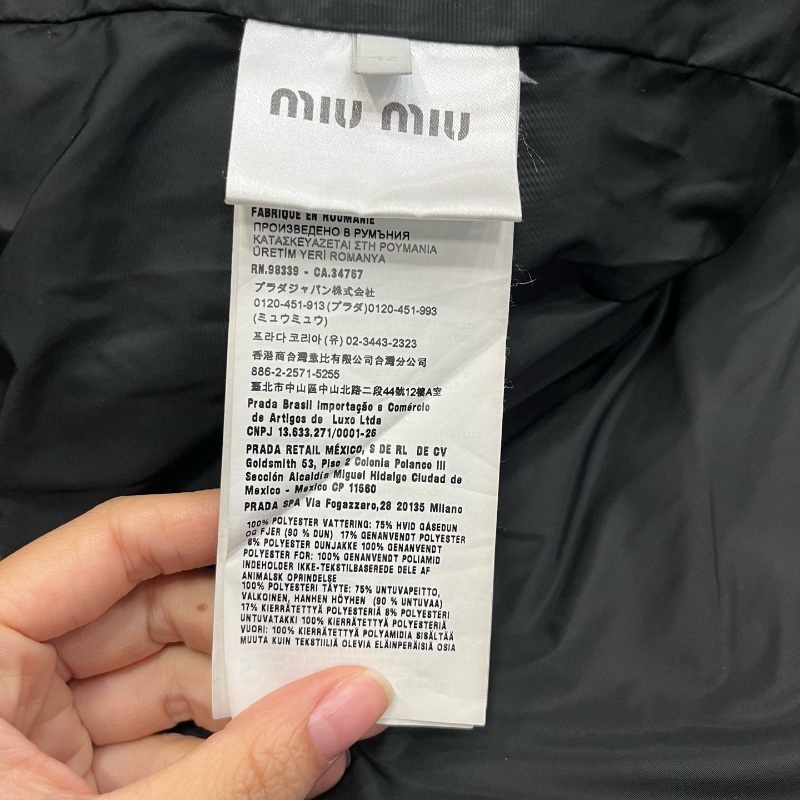 miu miu
FABRIQUÉ EN ROUMANIE
ПРОИЗВЕДЕНО В РУМЪНИЯ
ΚΑΤΑΣΚΕΥΑΖΕΤΑΙ ΣΤΗ ΡΟΥΜΑΝΙΑ
ÜRETİM YERİ ROMANYA
RN.98339 - CA.34767
プラダジャパン株式会社
0120-451-913(プラダ)0120-451-993
(ミュウミュウ)
프라다 코리아 (유) 02-3443-2323
香港商台灣意比有限公司台灣分公司
886-2-2571-5255
臺北市中山區中山北路二段44號12樓A室
Prada Brasil Importação e Comércio
de Artigos de Luxo Ltda
CNPJ 13.633.271/0001-26
PRADA RETAIL MÉXICO, S DE RL DE CV
Goldsmith 53, Piso 2 Colonia Polanco III
Sección Alcaldía Miguel Hidalgo Ciudad de
Mexico - Mexico CP 11560
PRADA SPA Via Fogazzaro,28 20135 Milano
100% POLYESTER VATTERING: 75% HVID GÅSEDUN
OG FJER (90 % DUN) 17% GENANVENDT POLYESTER
8% POLYESTER DUNJAKKE 100% GENANVENDT
POLYESTER FOR: 100% GENANVENDT POLIAMID
INDEHOLDER IKKE-TEKSTILBASEREDE DELE AF
ANIMALSK OPRINDELSE
100% POLYESTERI TÄYTE: 75% UNTUVAPEITTO,
VALKOINEN, HANHEN HÖYHEN (90 % UNTUVAA)
17% KIERRÄTETTYÄ POLYESTERIÄ 8% POLYESTERI
UNTUVATAKKI 100% KIERRÄTETTYÄ POLYESTERIÄ
VUORI: 100% KIERRÄTETTYÄ POLYAMIDIA SISÄLTÄÄ
MUUTA KUIN TEKSTIILIÄ OLEVIA ELÄINPERÄISIÄ OSIA